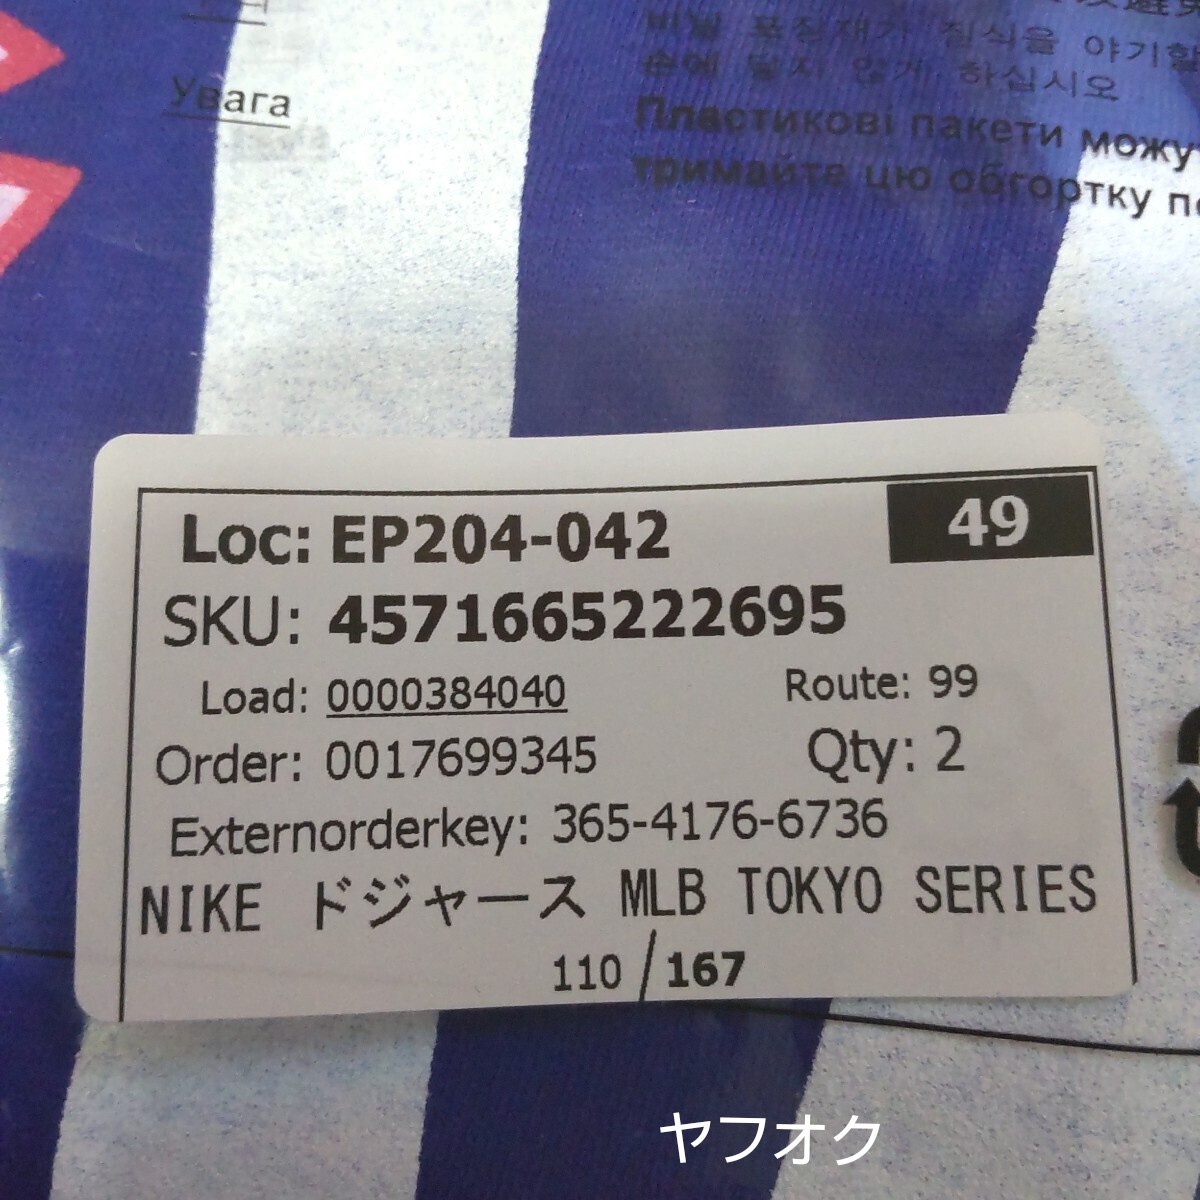 Увага
비닐 포장재가 질식을 야기할
손에 닿지 않게 하십시오
Пластикові пакети можу
тримайте цю обгортку по
Loc: EP204-042
49
SKU: 4571665222695
Load: 0000384040
Route: 99
Order: 0017699345
Qty: 2
Externorderkey: 365-4176-6736
NIKE ドジャース MLB TOKYO SERIES
110 / 167
ヤフオク